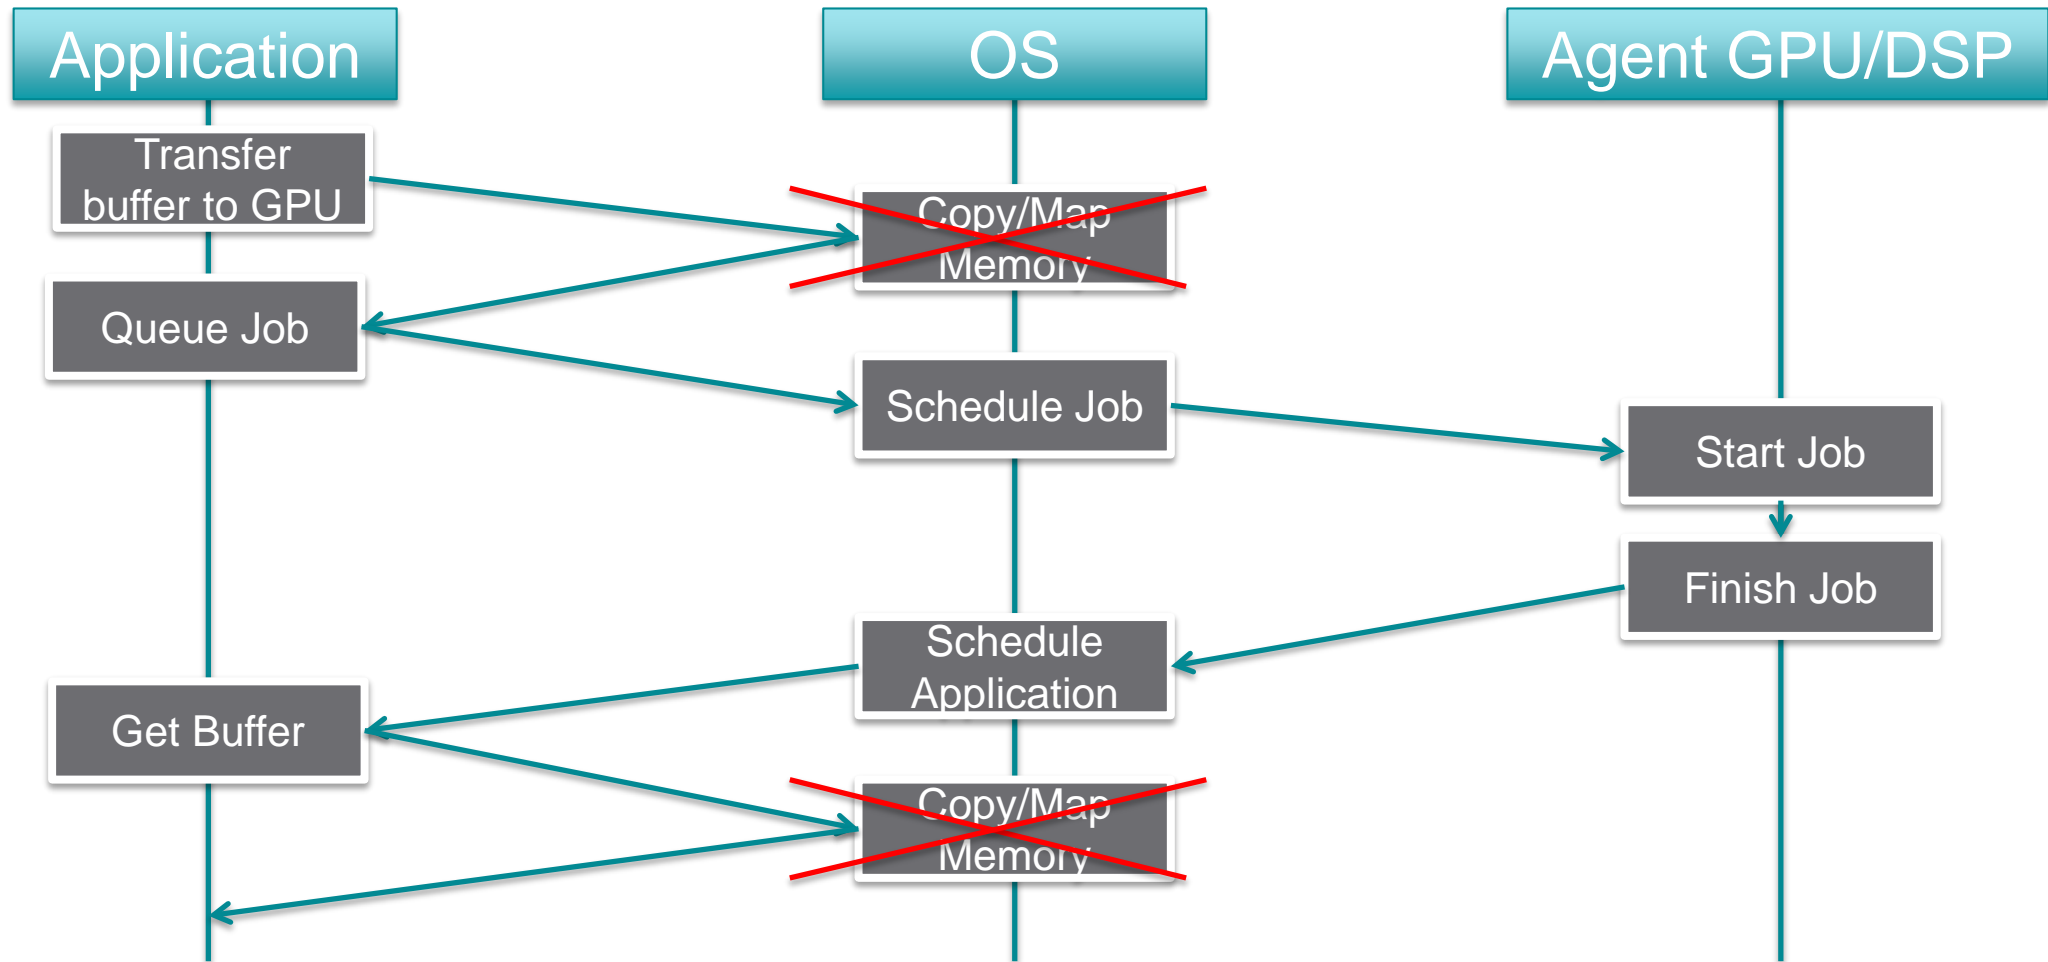 Application
OS
Agent GPU/DSP
Transfer
buffer to GPU
Copy/Map
Memory
Queue Job
Schedule Job
Start Job
Finish Job
Schedule
Application
Get Buffer
Copy/Map
Memory